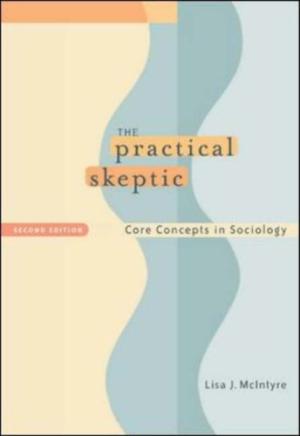 THE
practical
skeptic
SECOND EDITION
Core Concepts in Sociology
Lisa J. McIntyre